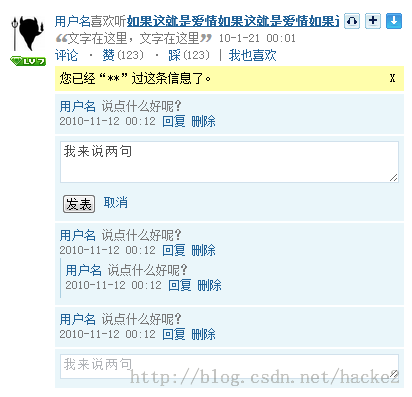 用户名喜欢听如果这就是爱情如果这就是爱情如果
LV 7
“文字在这里，文字在这里” 10-1-21 00:01
评论 · 赞(123) · 踩(123) | 我也喜欢
您已经“**”过这条信息了。 X
用户名 说点什么好呢？
2010-11-12 00:12 回复 删除
我来说两句
发表 取消
用户名 说点什么好呢？
2010-11-12 00:12 回复 删除
用户名 说点什么好呢？
2010-11-12 00:12 回复 删除
用户名 说点什么好呢？
2010-11-12 00:12 回复 删除
我来说两句
http://blog.csdn.net/hackez